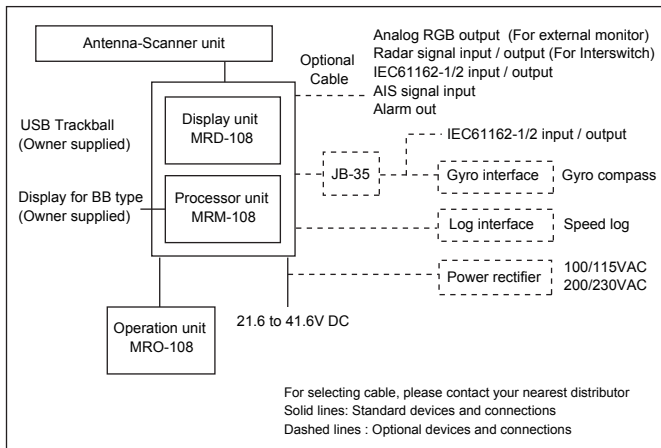 Antenna-Scanner unit
Optional
Cable
Analog RGB output (For external monitor)
Radar signal input / output (For Interswitch)
IEC61162-1/2 input / output
AIS signal input
Alarm out
USB Trackball
(Owner supplied)
Display unit
MRD-108
IEC61162-1/2 input / output
JB-35
Gyro interface
Gyro compass
Display for BB type
(Owner supplied)
Processor unit
MRM-108
Log interface
Speed log
Power rectifier
100/115VAC
200/230VAC
Operation unit
MRO-108
21.6 to 41.6V DC
For selecting cable, please contact your nearest distributor
Solid lines: Standard devices and connections
Dashed lines : Optional devices and connections